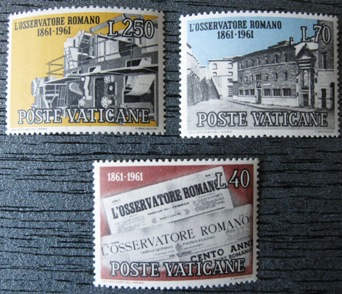 L'OSSERVATORE ROMANO
1861-1961
L.250
POSTE VATICANE
L'OSSERVATORE ROMANO
1861-1961
L.70
POSTE VATICANE
1861-1961
L.40
L'OSSERVATORE ROMANO
L'OSSERVATORE ROMANO
CENTO ANNI
POSTE VATICANE